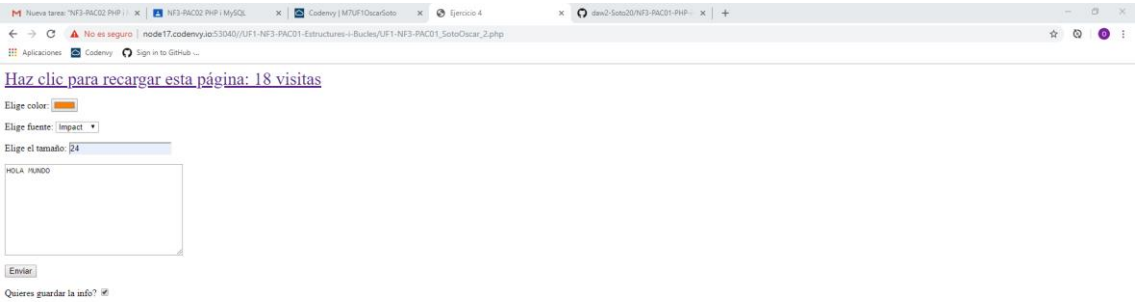 Nueva tarea: "NF3-PAC02 PHP i
NF3-PAC02 PHP i MySQL
Codenvy | M7UF1OscarSoto
Ejercicio 4
daw2-Soto20/NF3-PAC01-PHP-
No es seguro | node17.codenvy.io:53040//UF1-NF3-PAC01-Estructures-i-Bucles/UF1-NF3-PAC01_SotoOscar_2.php
Aplicaciones Codenvy Sign in to GitHub ·...
Haz clic para recargar esta página: 18 visitas
Elige color:
Elige fuente: Impact
Elige el tamaño: 24
HOLA MUNDO
Enviar
Quieres guardar la info?